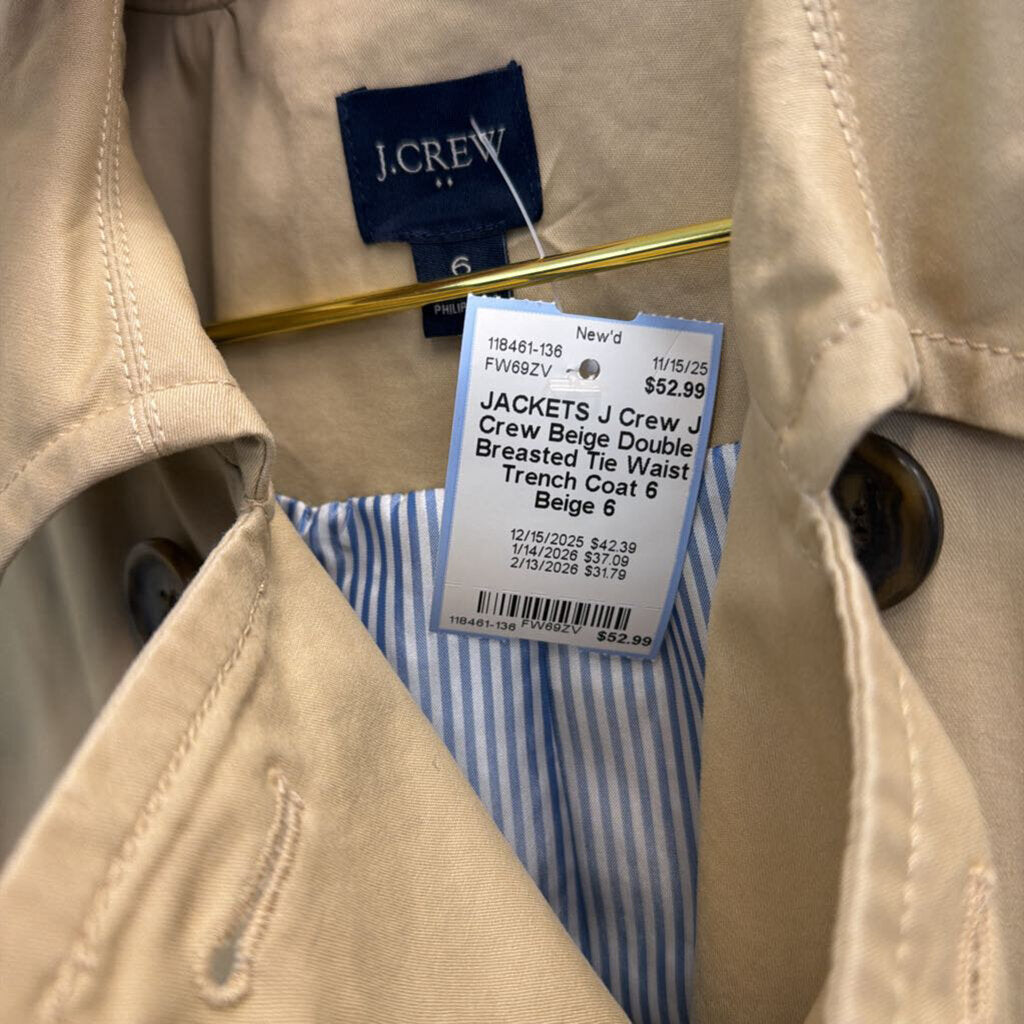 J.CREW
6
New'd
118461-136
11/15/25
FW69ZV
$52.99
JACKETS J Crew J
Crew Beige Double
Breasted Tie Waist
Trench Coat 6
Beige 6
12/15/2025 $42.39
1/14/2026 $37.09
2/13/2026 $31.79
118461-136 FW69ZV $52.99